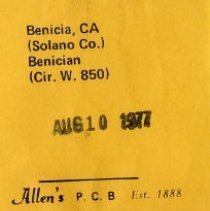 Benicia, CA
(Solano Co.)
Benician
(Cir. W. 850)
AUG 10 1977
Allen's P. C. B Est. 1888